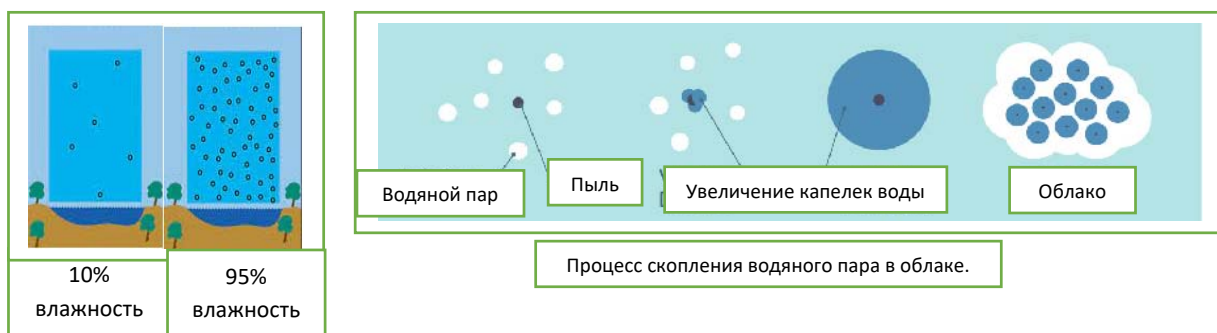 10%
влажность
95%
влажность
Водяной пар
Пыль
Увеличение капелек воды
Облако
Процесс скопления водяного пара в облаке.